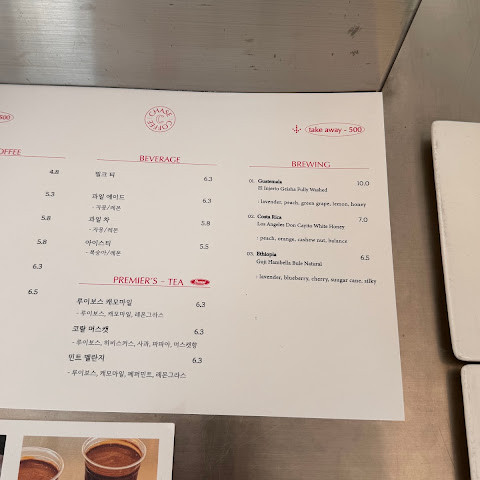 500
CHASE COFFEE
C
take away - 500
OFFEE
4.8
5.3
5.8
5.8
6.3
6.5
BEVERAGE
밀크 티 6.3
과일 에이드 6.3
- 자몽/레몬
과일 차 5.8
- 자몽/레몬
아이스티 5.5
- 복숭아/레몬
PREMIER'S - TEA
루이보스 캐모마일 6.3
- 루이보스, 캐모마일, 레몬그라스
코랄 머스캣 6.3
- 루이보스, 히비스커스, 사과, 파파야, 머스캣향
민트 멜란지 6.3
- 루이보스, 캐모마일, 페퍼민트, 레몬그라스
BREWING
01. Guatemala 10.0
El Injerto Geisha Fully Washed
: lavender, peach, green grape, lemon, honey
02. Costa Rica 7.0
Los Angeles Don Cayito White Honey
: peach, orange, cashew nut, balance
03. Ethiopia 6.5
Guji Hambella Bule Natural
: lavender, blueberry, cherry, suugar cane, silky